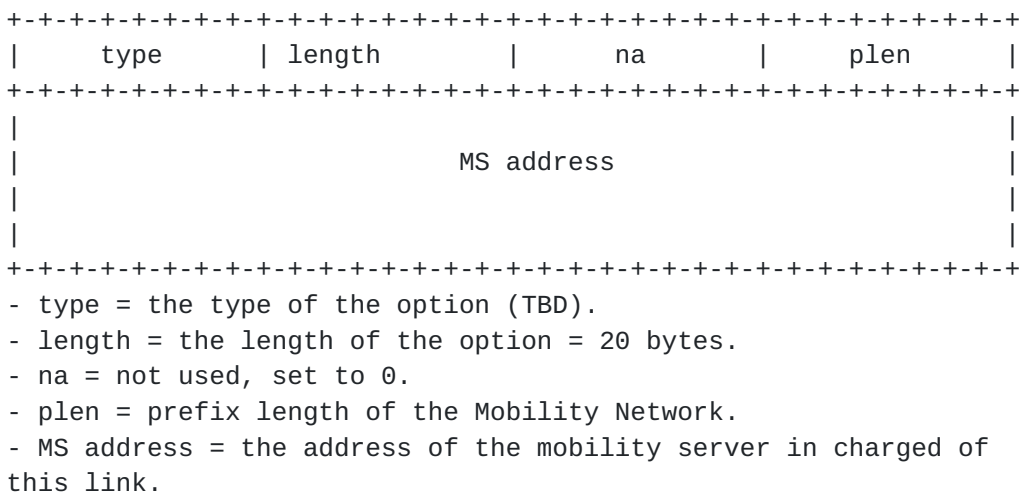 +-+-+-+-+-+-+-+-+-+-+-+-+-+-+-+-+-+-+-+-+-+-+-+-+-+-+-+-+-+-+-+-+
|     type      | length        |      na       |     plen      |
+-+-+-+-+-+-+-+-+-+-+-+-+-+-+-+-+-+-+-+-+-+-+-+-+-+-+-+-+-+-+-+-+
|                                                               |
|                            MS address                         |
|                                                               |
|                                                               |
+-+-+-+-+-+-+-+-+-+-+-+-+-+-+-+-+-+-+-+-+-+-+-+-+-+-+-+-+-+-+-+-+
- type = the type of the option (TBD).
- length = the length of the option = 20 bytes.
- na = not used, set to 0.
- plen = prefix length of the Mobility Network.
- MS address = the address of the mobility server in charged of
this link.